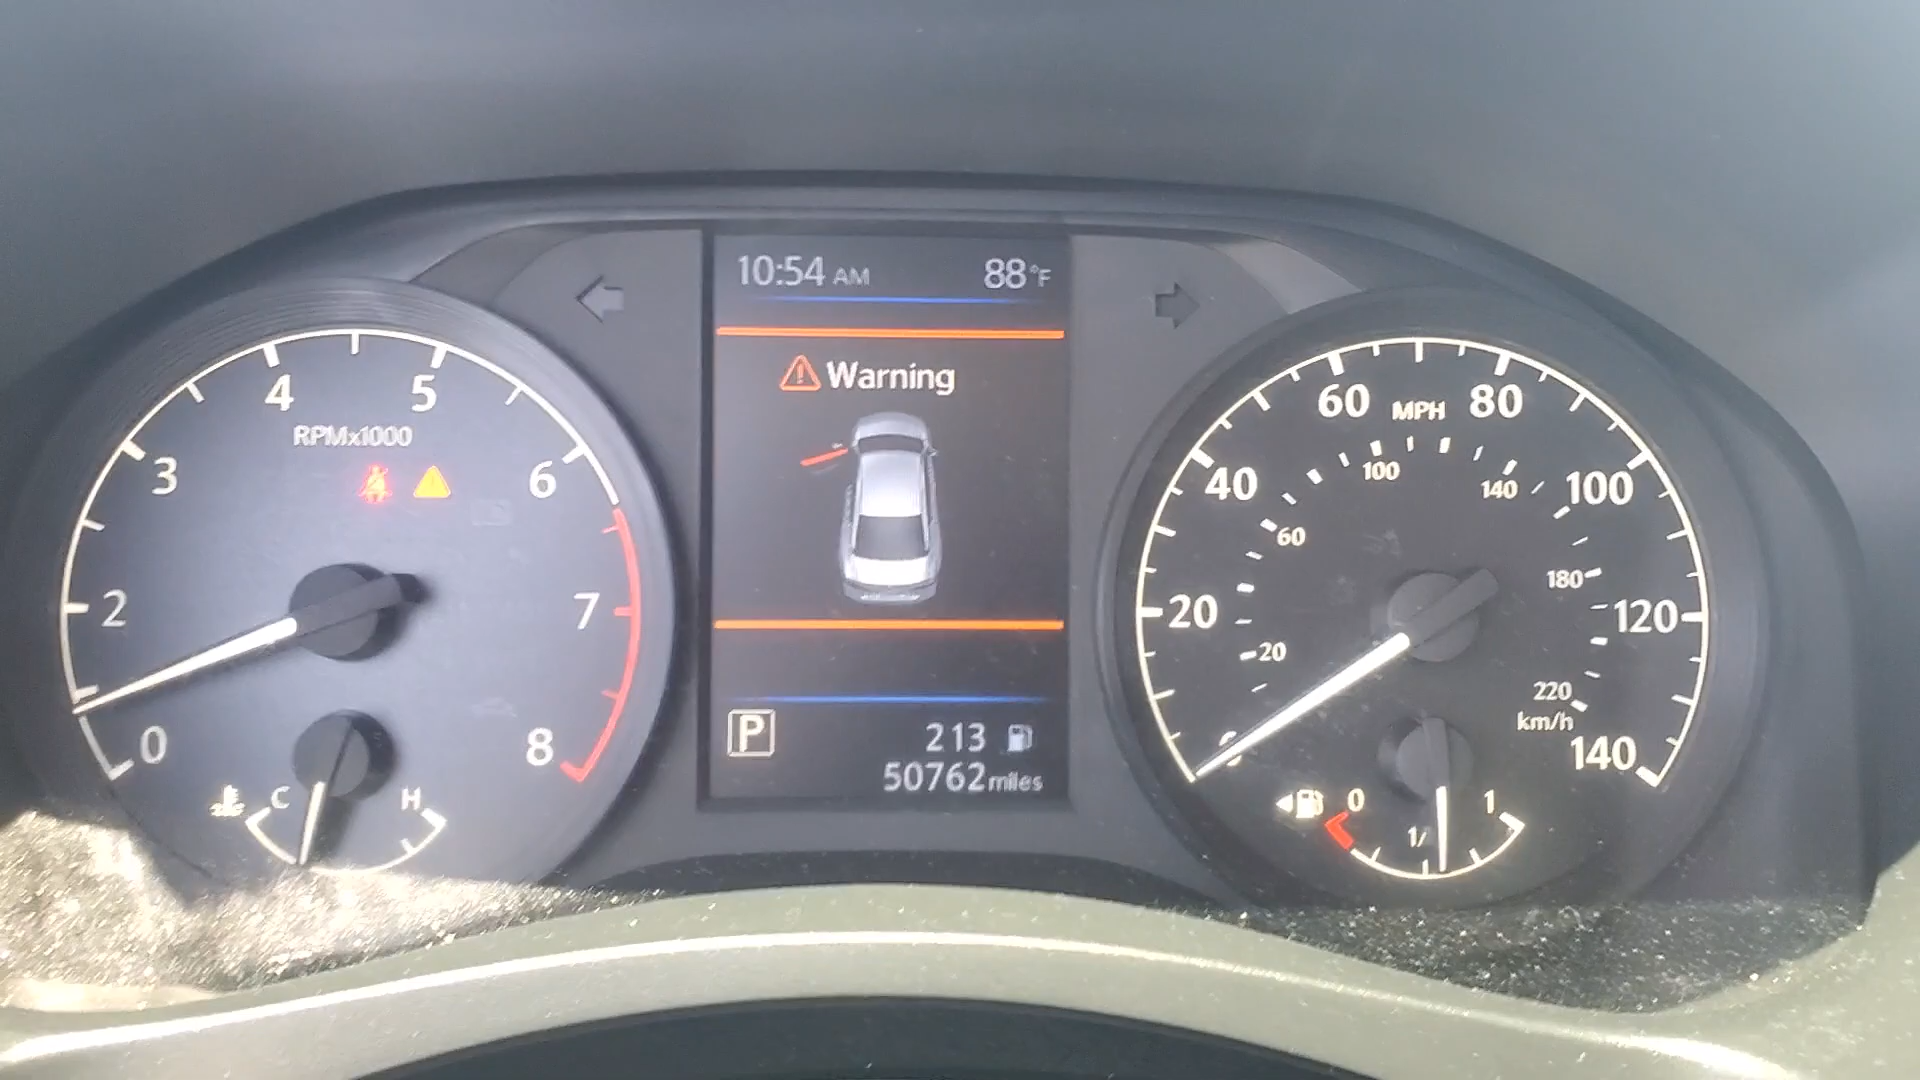 10:54 AM 88°F
Warning
P 213
50762 miles
0 2 3 4 5 6 7 8
RPMx1000
C H
20 40 60 80 100 120 140
MPH
20 60 100 140 180 220
km/h
0 1/ 1